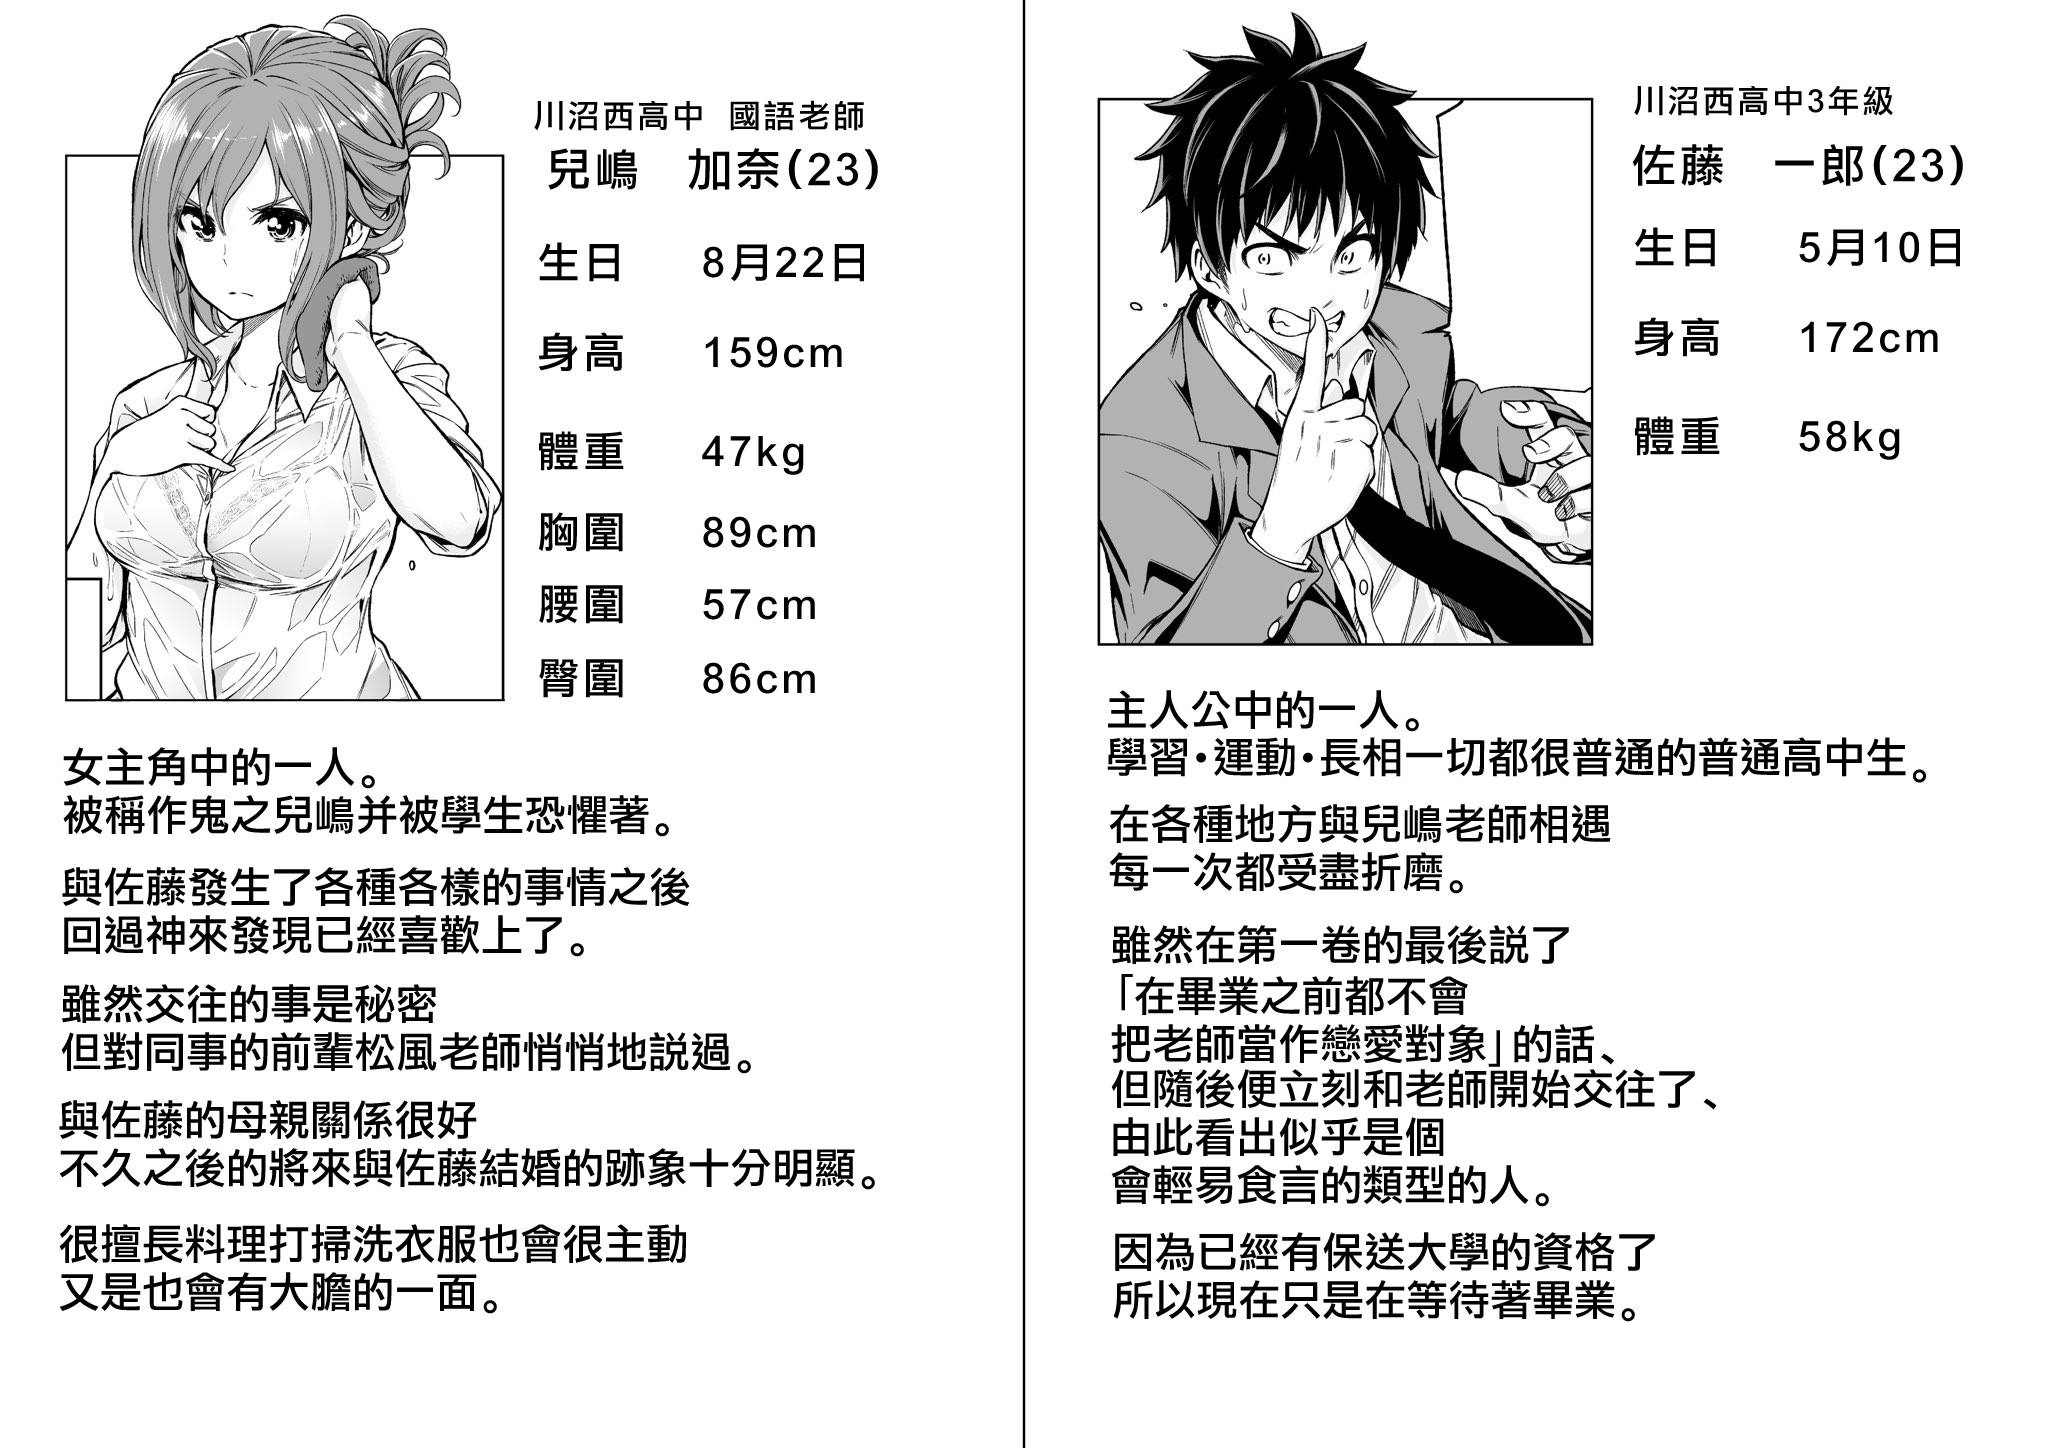 川沼西高中 國語老師
兒嶋 加奈(23)
生日 8月22日
身高 159cm
體重 47kg
胸圍 89cm
腰圍 57cm
臀圍 86cm
女主角中的一人。
被稱作鬼之兒嶋并被學生恐懼著。
與佐藤發生了各種各樣的事情之後
回過神來發現已經喜歡上了。
雖然交往的事是秘密
但對同事的前輩松風老師悄悄地説過。
與佐藤的母親關係很好
不久之後的將來與佐藤結婚的跡象十分明顯。
很擅長料理打掃洗衣服也會很主動
又是也會有大膽的一面。
川沼西高中3年級
佐藤 一郎(23)
生日 5月10日
身高 172cm
體重 58kg
主人公中的一人。
學習・運動・長相一切都很普通的普通高中生。
在各種地方與兒嶋老師相遇
每一次都受盡折磨。
雖然在第一卷的最後説了
「在畢業之前都不會
把老師當作戀愛對象」的話、
但隨後便立刻和老師開始交往了、
由此看出似乎是個
會輕易食言的類型的人。
因為已經有保送大學的資格了
所以現在只是在等待著畢業。